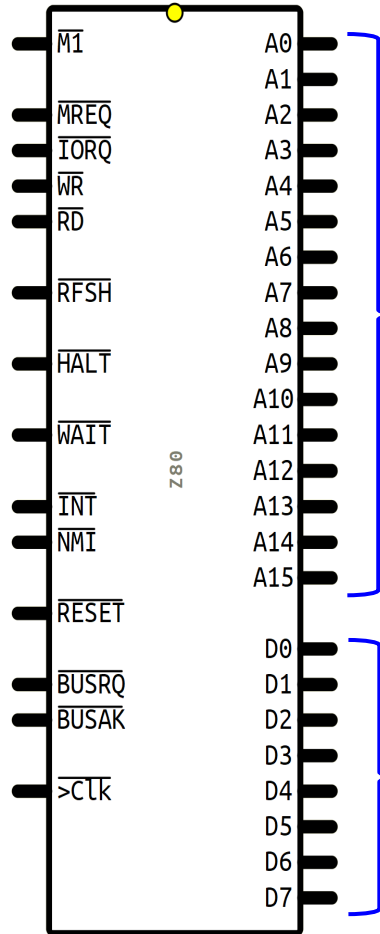 M1
MREQ
IORQ
WR
RD
RFSH
HALT
WAIT
INT
NMI
RESET
BUSRQ
BUSAK
>Clk
Z80
A0
A1
A2
A3
A4
A5
A6
A7
A8
A9
A10
A11
A12
A13
A14
A15
D0
D1
D2
D3
D4
D5
D6
D7